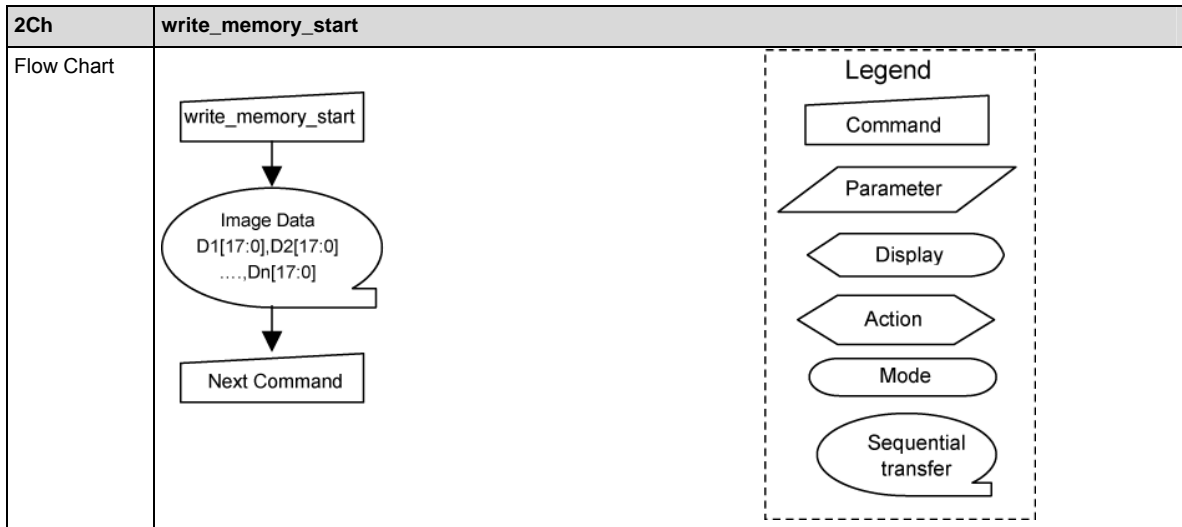 2Ch write_memory_start
Flow Chart
write_memory_start
Image Data
D1[17:0],D2[17:0]
....,Dn[17:0]
Next Command
Legend
Command
Parameter
Display
Action
Mode
Sequential
transfer